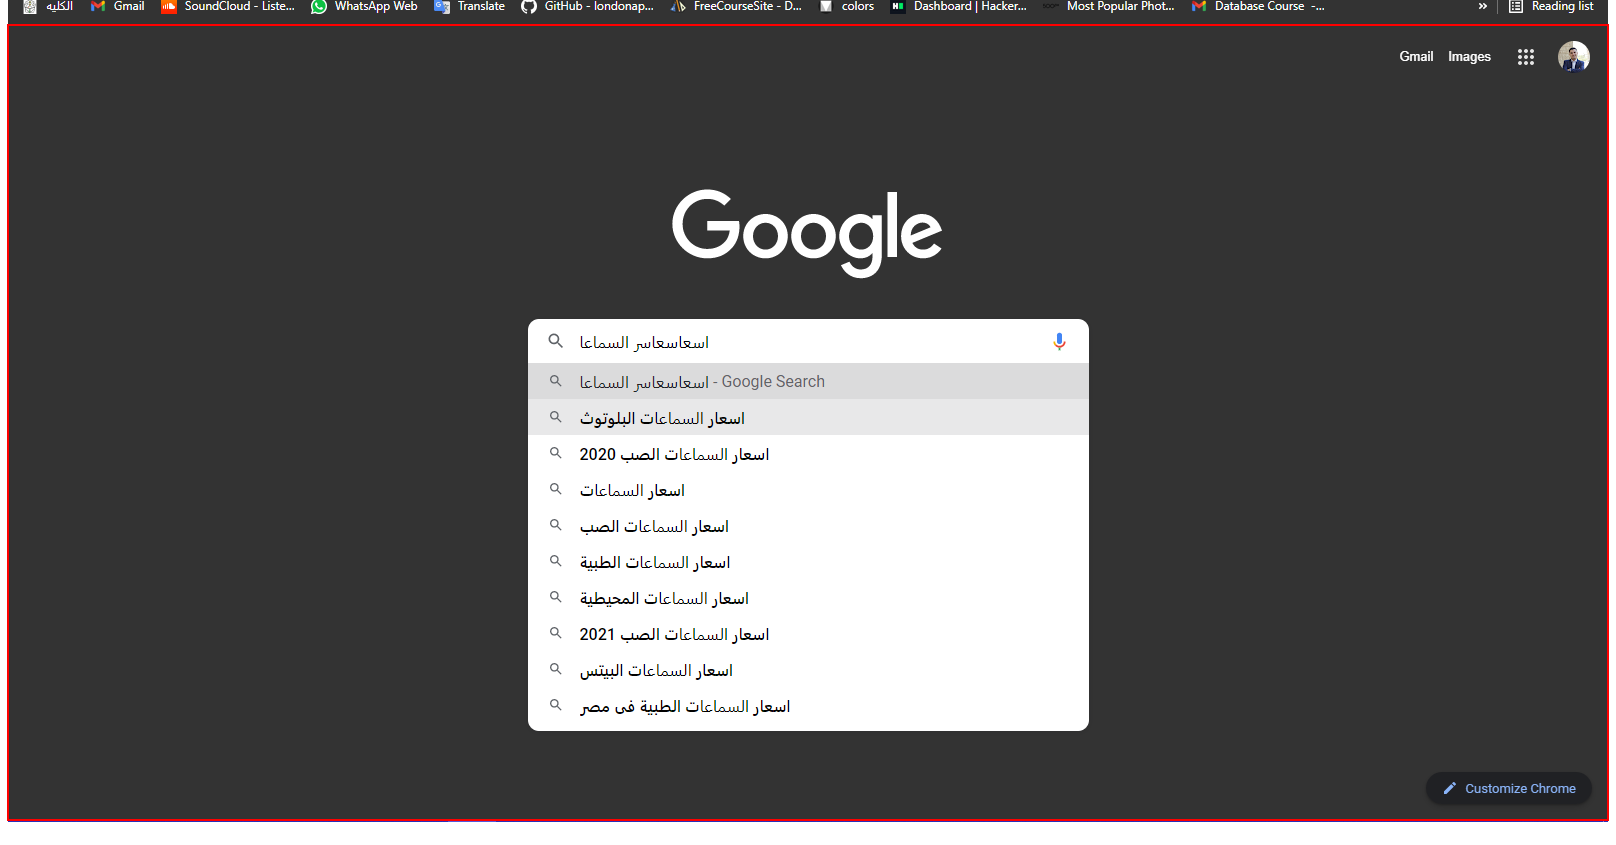 الكليه Gmail SoundCloud - Liste... WhatsApp Web Translate GitHub - londonap... FreeCourseSite - D... colors Dashboard | Hacker... Most Popular Phot... Database Course -... » Reading list
Gmail Images
Google
اسعاسعاسر السماعا
اسعاسعاسر السماعا - Google Search
اسعار السماعات البلوتوث
اسعار السماعات الصب 2020
اسعار السماعات
اسعار السماعات الصب
اسعار السماعات الطبية
اسعار السماعات المحيطية
اسعار السماعات الصب 2021
اسعار السماعات البيتس
اسعار السماعات الطبية فى مصر
Customize Chrome